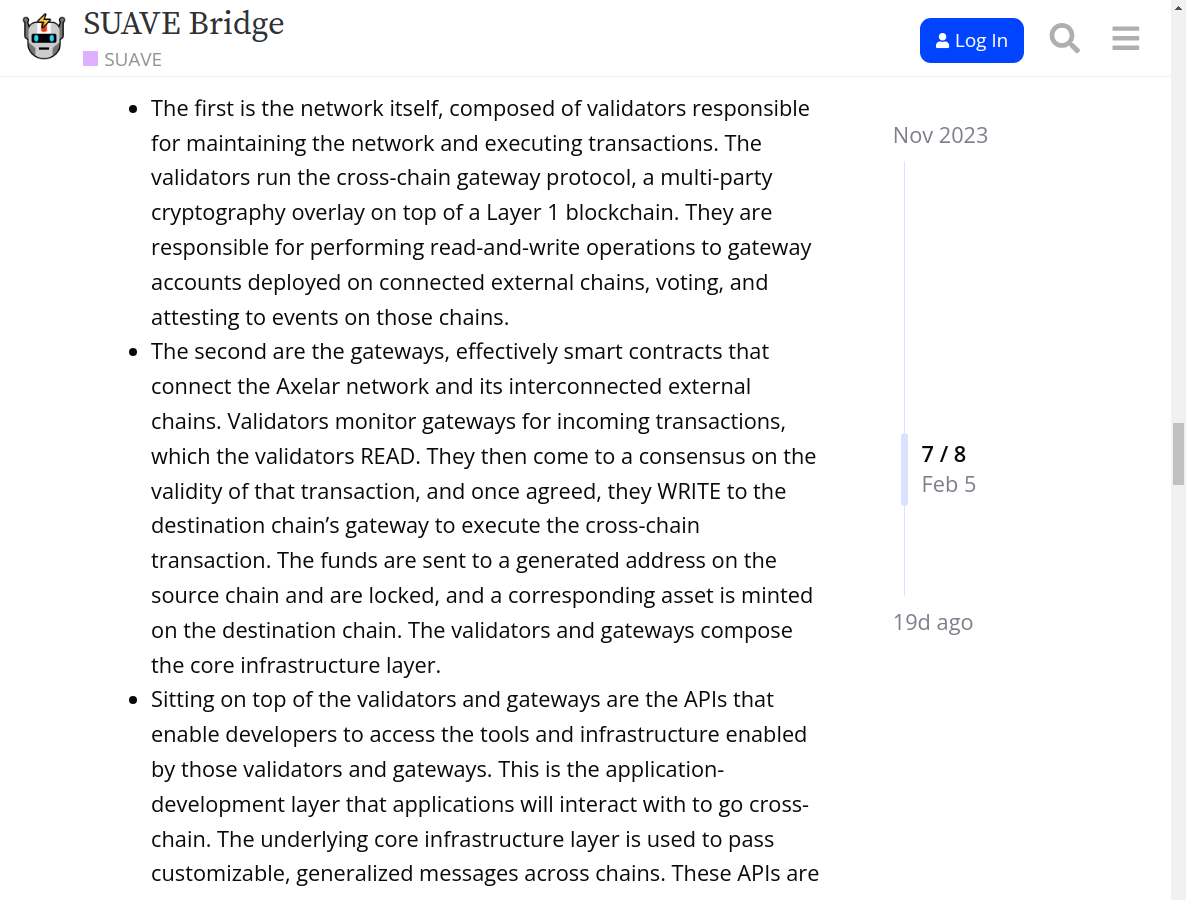 SUAVE Bridge
SUAVE
Log In
• The first is the network itself, composed of validators responsible
for maintaining the network and executing transactions. The
validators run the cross-chain gateway protocol, a multi-party
cryptography overlay on top of a Layer 1 blockchain. They are
responsible for performing read-and-write operations to gateway
accounts deployed on connected external chains, voting, and
attesting to events on those chains.
• The second are the gateways, effectively smart contracts that
connect the Axelar network and its interconnected external
chains. Validators monitor gateways for incoming transactions,
which the validators READ. They then come to a consensus on the
validity of that transaction, and once agreed, they WRITE to the
destination chain’s gateway to execute the cross-chain
transaction. The funds are sent to a generated address on the
source chain and are locked, and a corresponding asset is minted
on the destination chain. The validators and gateways compose
the core infrastructure layer.
• Sitting on top of the validators and gateways are the APIs that
enable developers to access the tools and infrastructure enabled
by those validators and gateways. This is the application-
development layer that applications will interact with to go cross-
chain. The underlying core infrastructure layer is used to pass
customizable, generalized messages across chains. These APIs are
Nov 2023
7 / 8
Feb 5
19d ago